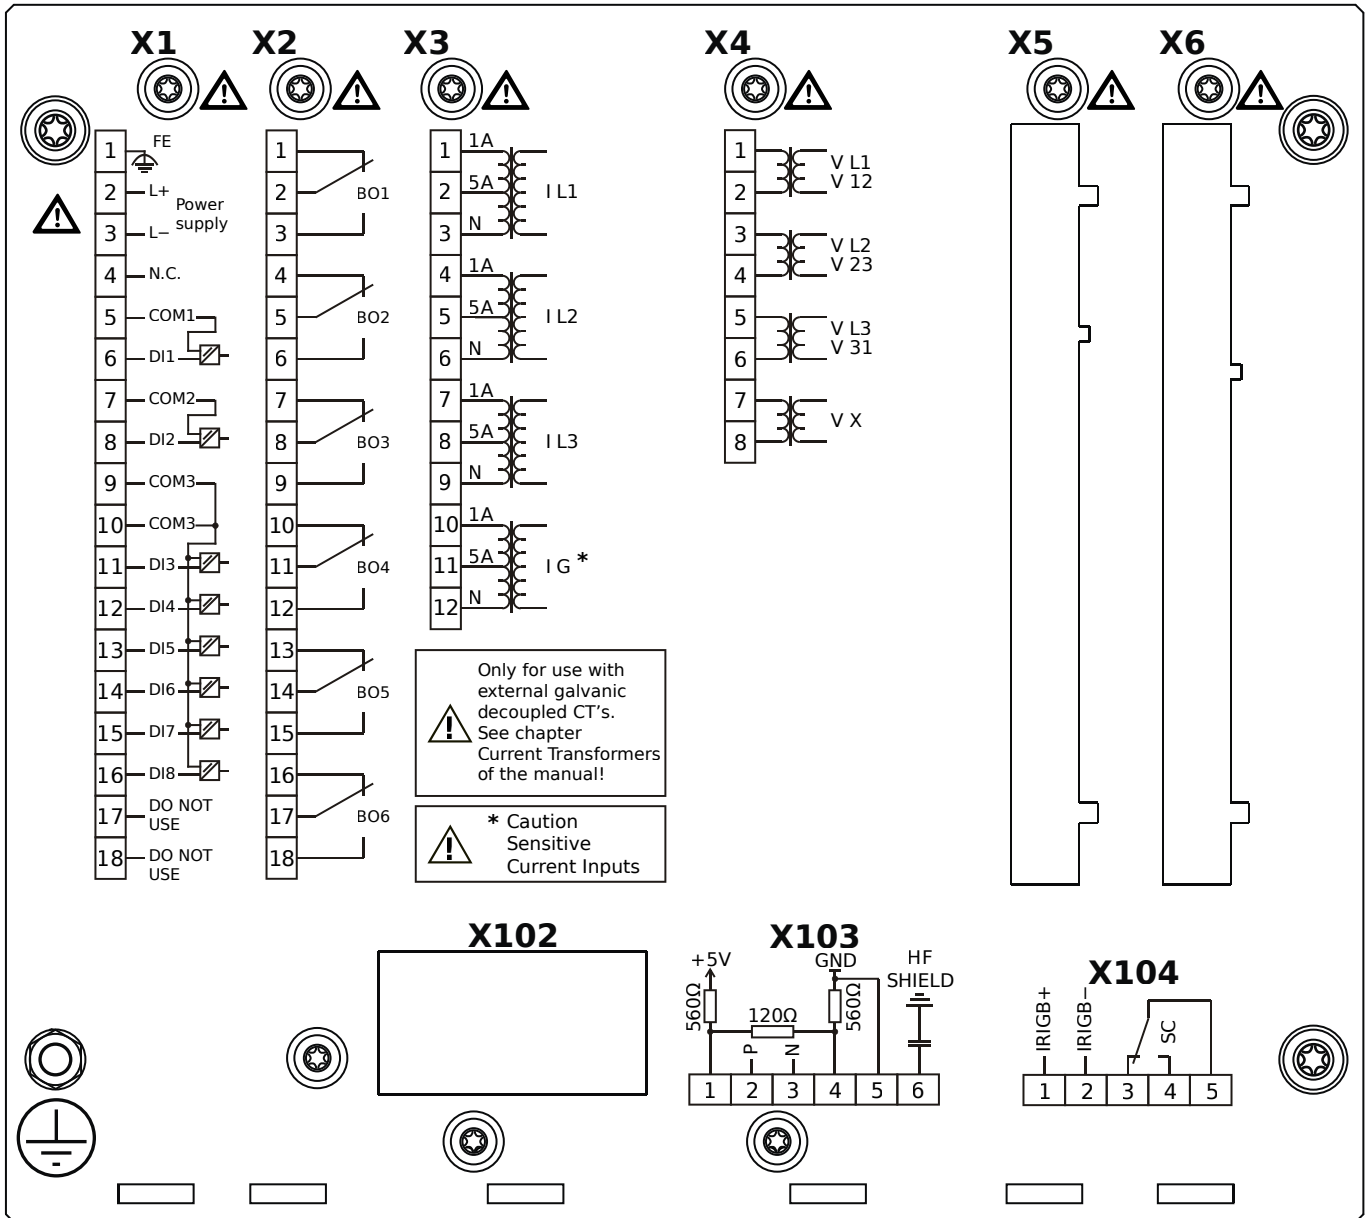 X1 X2 X3 X4 X5 X6
1 FE
2 L+
Power
supply
3 L−
4 N.C.
5 COM1
6 DI1
7 COM2
8 DI2
9 COM3
10 COM3
11 DI3
12 DI4
13 DI5
14 DI6
15 DI7
16 DI8
17 DO NOT
USE
18 DO NOT
USE
1
2 BO1
3
4
5 BO2
6
7
8 BO3
9
10
11 BO4
12
13
14 BO5
15
16
17 BO6
18
1 1A
2 5A I L1
3 N
4 1A
5 5A I L2
6 N
7 1A
8 5A I L3
9 N
10 1A
11 5A I G *
12 N
Only for use with
external galvanic
decoupled CT's.
See chapter
Current Transformers
of the manual!
* Caution
Sensitive
Current Inputs
1 V L1
2 V 12
3 V L2
4 V 23
5 V L3
6 V 31
7 V X
8
X102
X103
+5V GND HF
SHIELD
560Ω 120Ω 560Ω
P N
1 2 3 4 5 6
X104
IRIGB+ IRIGB− SC
1 2 3 4 5